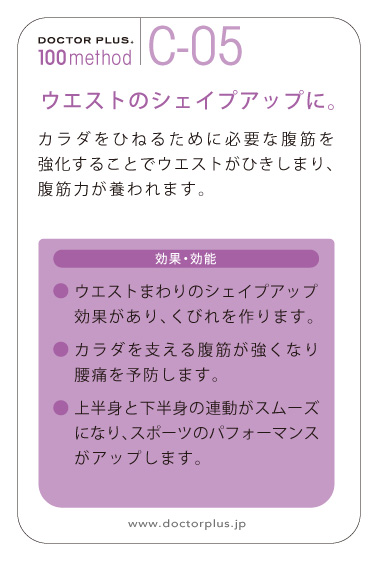 DOCTOR PLUS®
100method
C-05
ウエストのシェイプアップに。
カラダをひねるために必要な腹筋を
強化することでウエストがひきしまり、
腹筋力が養われます。
効果・効能
● ウエストまわりのシェイプアップ
効果があり、くびれを作ります。
● カラダを支える腹筋が強くなり
腰痛を予防します。
● 上半身と下半身の連動がスムーズ
になり、スポーツのパフォーマンス
がアップします。
www.doctorplus.jp